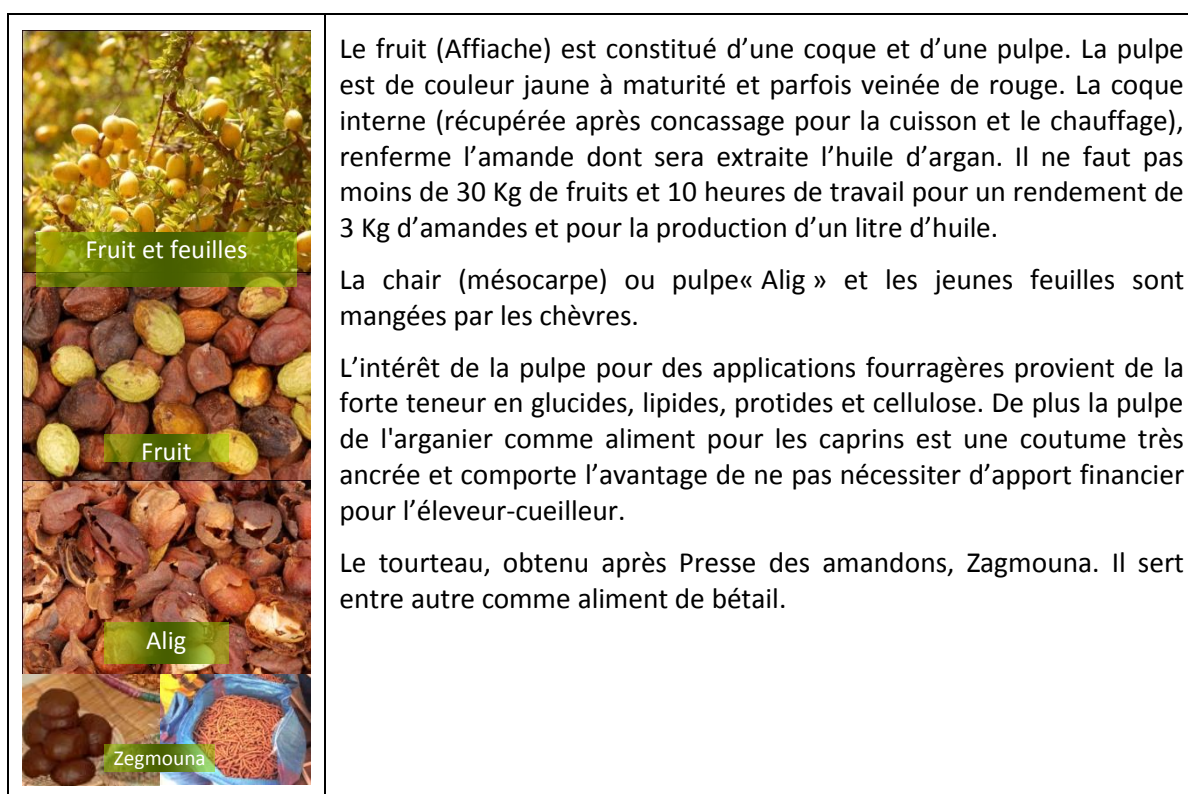 Fruit et feuilles
Fruit
Alig
Zegmouna
Le fruit (Affiache) est constitué d’une coque et d’une pulpe. La pulpe
est de couleur jaune à maturité et parfois veinée de rouge. La coque
interne (récupérée après concassage pour la cuisson et le chauffage),
renferme l’amande dont sera extraite l’huile d’argan. Il ne faut pas
moins de 30 Kg de fruits et 10 heures de travail pour un rendement de
3 Kg d’amandes et pour la production d’un litre d’huile.
La chair (mésocarpe) ou pulpe« Alig » et les jeunes feuilles sont
mangées par les chèvres.
L’intérêt de la pulpe pour des applications fourragères provient de la
forte teneur en glucides, lipides, protides et cellulose. De plus la pulpe
de l'arganier comme aliment pour les caprins est une coutume très
ancrée et comporte l’avantage de ne pas nécessiter d’apport financier
pour l’éleveur-cueilleur.
Le tourteau, obtenu après Presse des amandons, Zagmouna. Il sert
entre autre comme aliment de bétail.